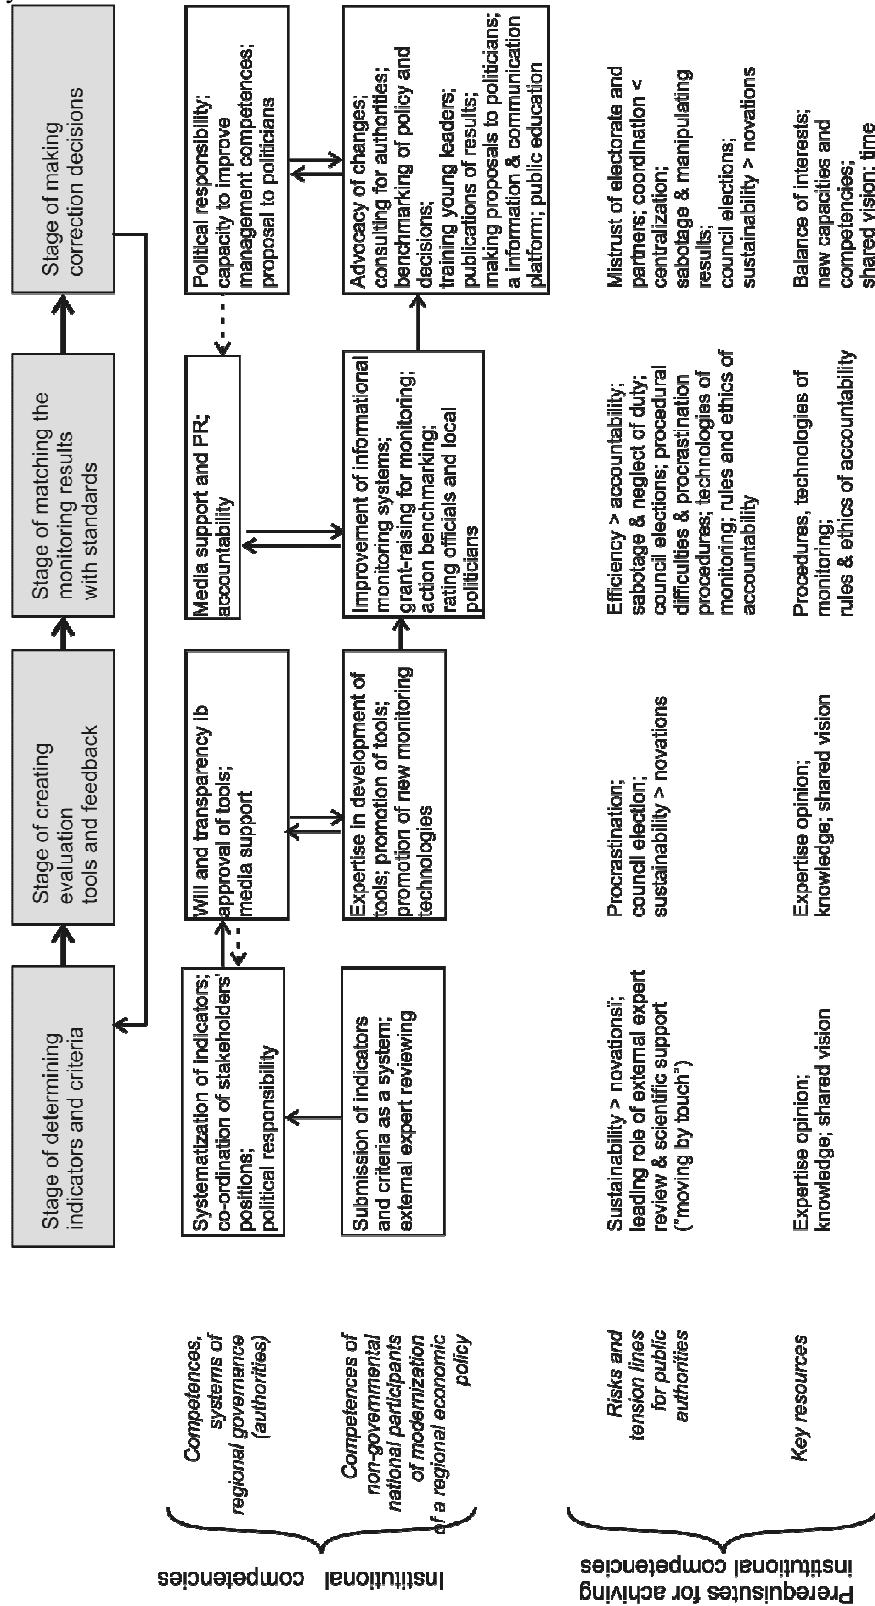 Stage of determining
indicators and criteria
Stage of creating
evaluation
tools and feedback
Stage of matching the
monitoring results
with standards
Stage of making
correction decisions
Competences,
systems of
regional governance
(authorities)
Systematization of indicators;
co-ordination of stakeholders'
positions;
political responsibility
Will and transparency ib
approval of tools;
media support
Media support and PR;
accountability
Political responsibility;
capacity to improve
management competences;
proposal to politicians
Institutional competencies
Competences of
non-governmental
national participants
of modernization
of a regional economic
policy
Submission of indicators
and criteria as a system;
external expert reviewing
Expertise in development of
tools; promotion of tools;
promotion of new monitoring
technologies
Improvement of informational
monitoring systems;
grant-raising for monitoring;
action benchmarking;
rating officials and local
politicians
Advocacy of changes;
consulting for authorities;
benchmarking of policy and
decisions;
training young leaders;
publications of results;
making proposals to politicians;
a information & communication
platform; public education
Prerequisutes for achiving
institutional competencies
Risks and
tension lines
for public
authorities
Sustainability > novations;
leading role of external expert
review & scientific support
("moving by touch")
Procrastination;
council election;
sustainability > novations
Efficiency > accountability;
sabotage & neglect of duty;
council elections; procedural
difficulties & procrastination
procedures; technologies of
monitoring; rules and ethics of
accountability
Mistrust of electorate and
partners; coordination <
centralization;
sabotage & manipulating
results;
council elections;
sustainability > novations
Key resources
Expertise opinion;
knowledge; shared vision
Expertise opinion;
knowledge; shared vision
Procedures, technologies of
monitoring;
rules & ethics of accountability
Balance of interests;
new capacities and
competencies;
shared vision; time